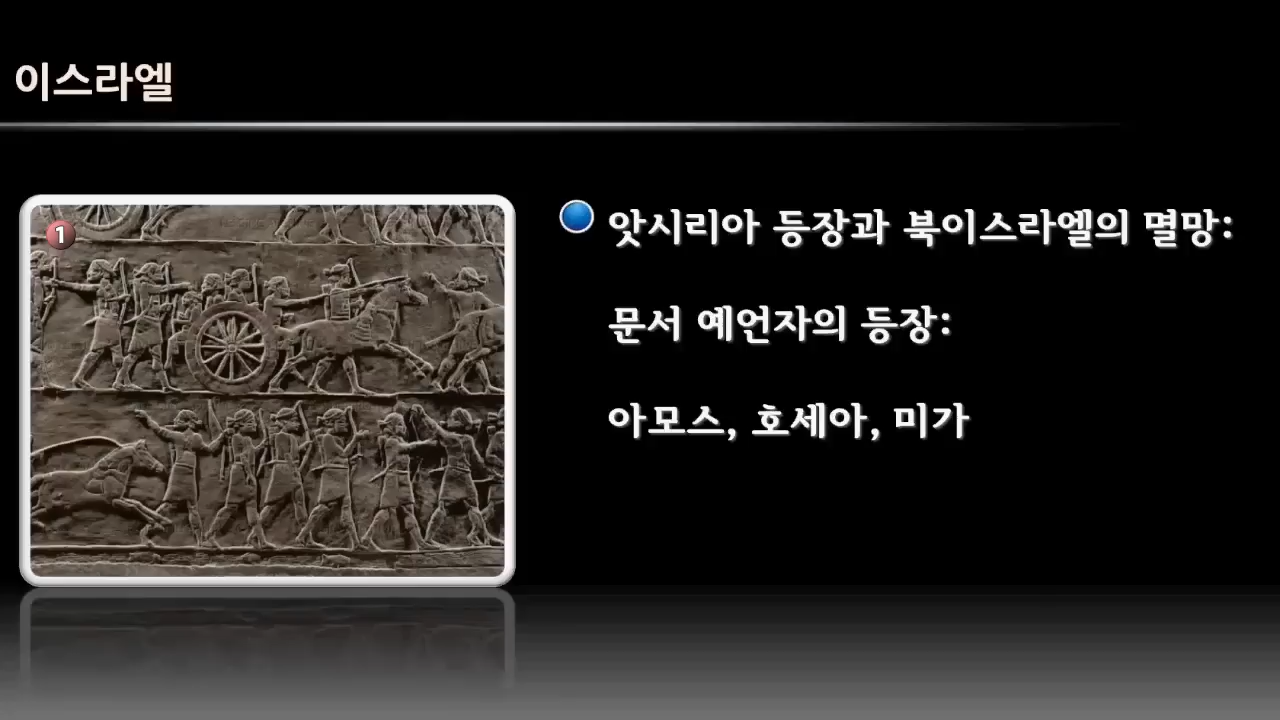 이스라엘
1
앗시리아 등장과 북이스라엘의 멸망:
문서 예언자의 등장:
아모스, 호세아, 미가